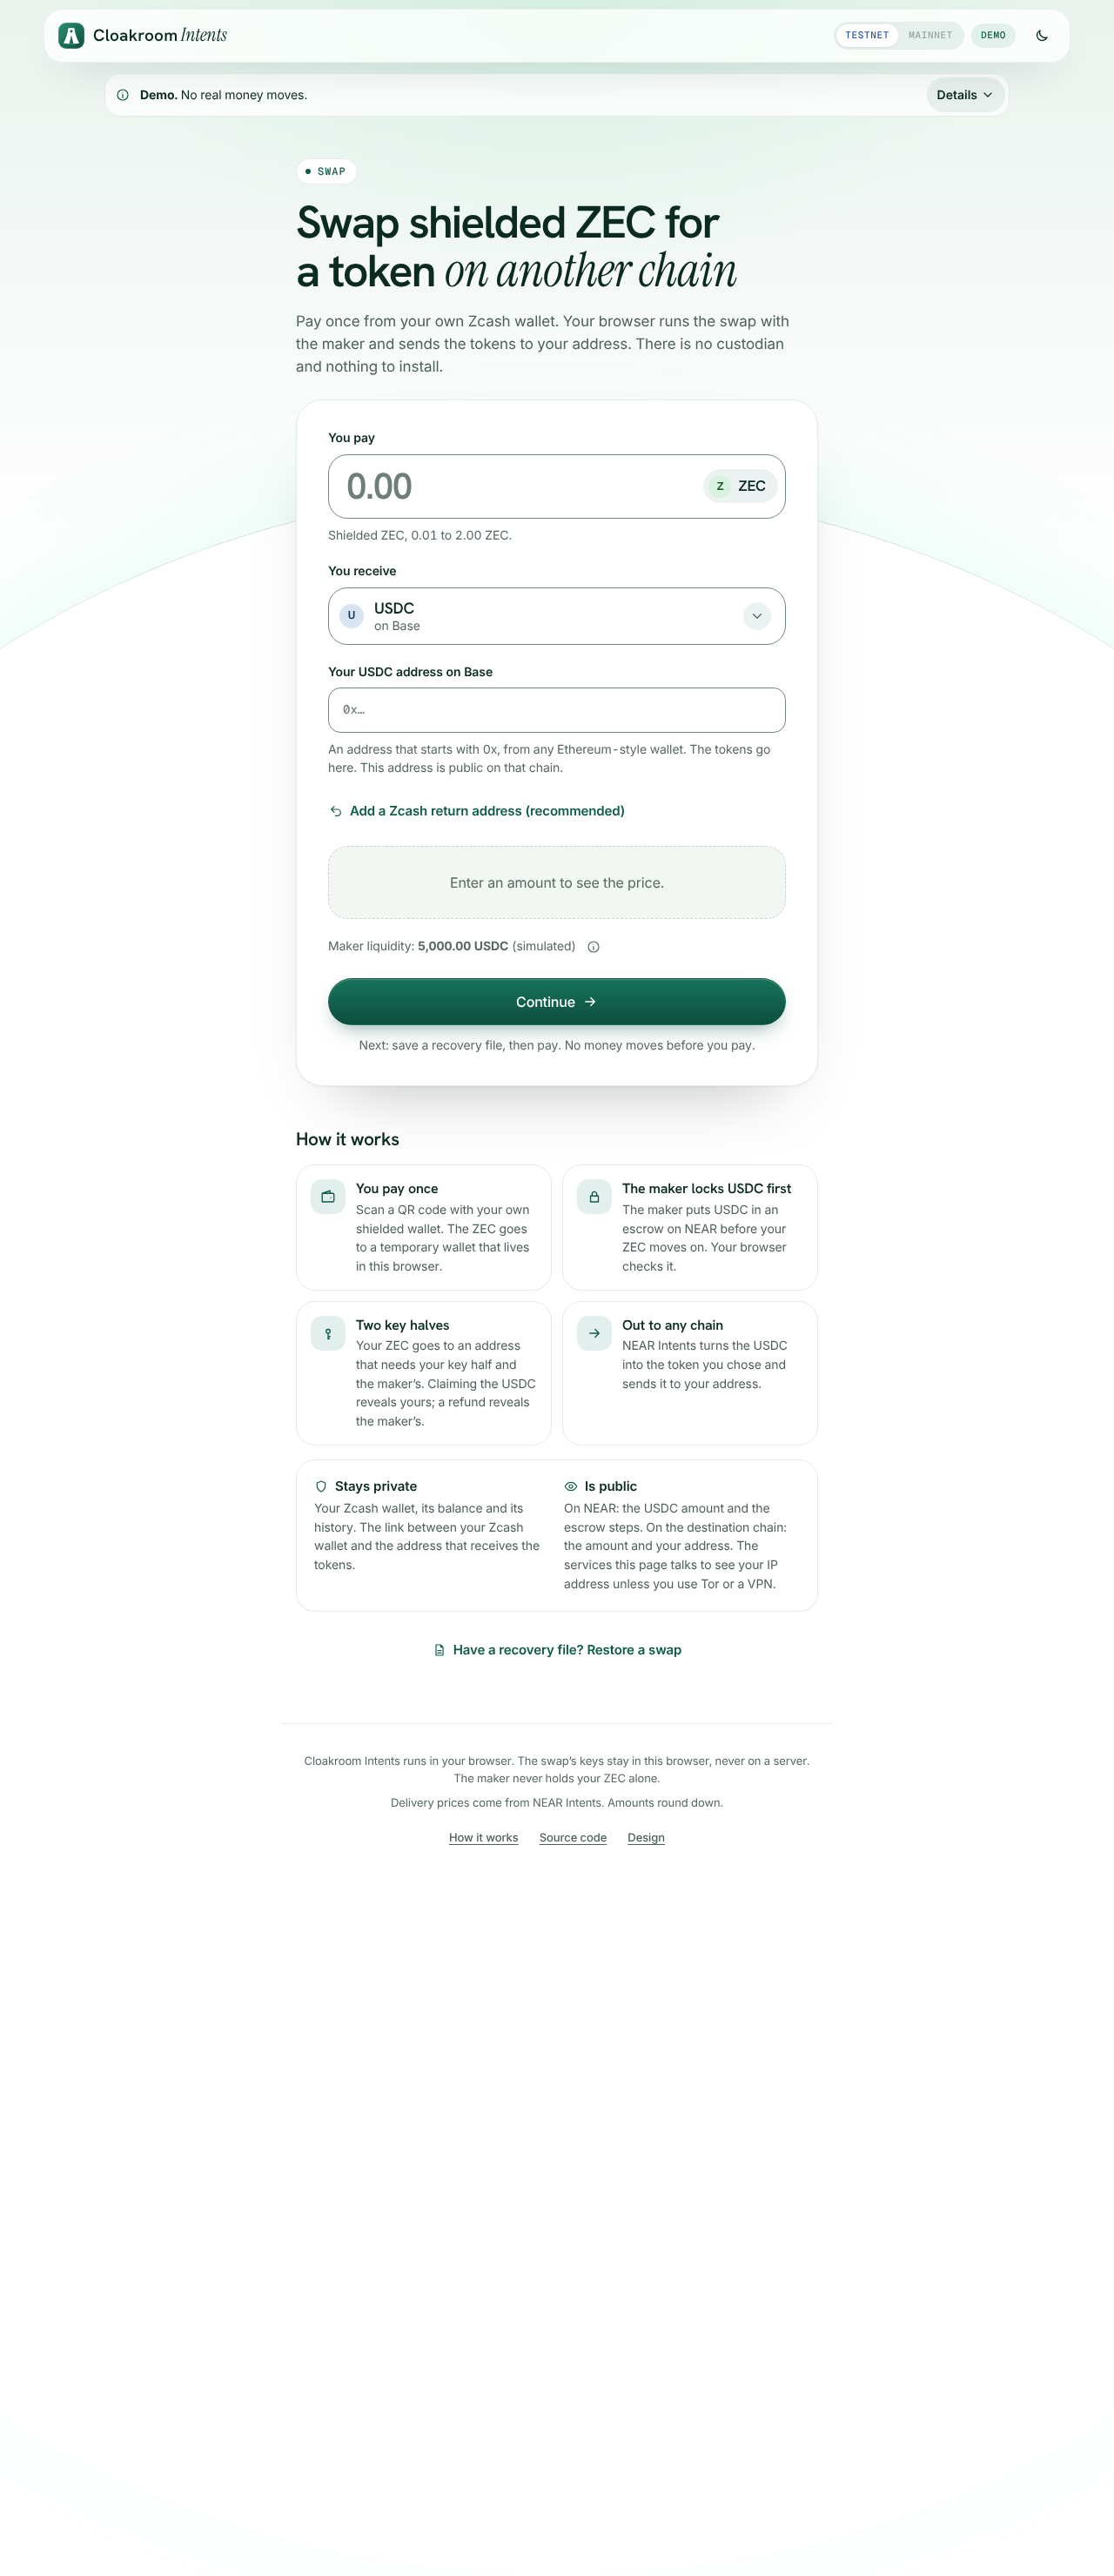 Cloakroom Intents
TESTNET
MAINNET
DEMO
Demo. No real money moves.
Details
SWAP
Swap shielded ZEC for
a token on another chain
Pay once from your own Zcash wallet. Your browser runs the swap with
the maker and sends the tokens to your address. There is no custodian
and nothing to install.
You pay
0.00
Z ZEC
Shielded ZEC, 0.01 to 2.00 ZEC.
You receive
U
USDC
on Base
Your USDC address on Base
0x…
An address that starts with 0x, from any Ethereum-style wallet. The tokens go
here. This address is public on that chain.
Add a Zcash return address (recommended)
Enter an amount to see the price.
Maker liquidity: 5,000.00 USDC (simulated)
Continue →
Next: save a recovery file, then pay. No money moves before you pay.
How it works
You pay once
Scan a QR code with your own
shielded wallet. The ZEC goes
to a temporary wallet that lives
in this browser.
The maker locks USDC first
The maker puts USDC in an
escrow on NEAR before your
ZEC moves on. Your browser
checks it.
Two key halves
Your ZEC goes to an address
that needs your key half and
the maker’s. Claiming the USDC
reveals yours; a refund reveals
the maker’s.
Out to any chain
NEAR Intents turns the USDC
into the token you chose and
sends it to your address.
Stays private
Your Zcash wallet, its balance and its
history. The link between your Zcash
wallet and the address that receives the
tokens.
Is public
On NEAR: the USDC amount and the
escrow steps. On the destination chain:
the amount and your address. The
services this page talks to see your IP
address unless you use Tor or a VPN.
Have a recovery file? Restore a swap
Cloakroom Intents runs in your browser. The swap’s keys stay in this browser, never on a server.
The maker never holds your ZEC alone.
Delivery prices come from NEAR Intents. Amounts round down.
How it works
Source code
Design